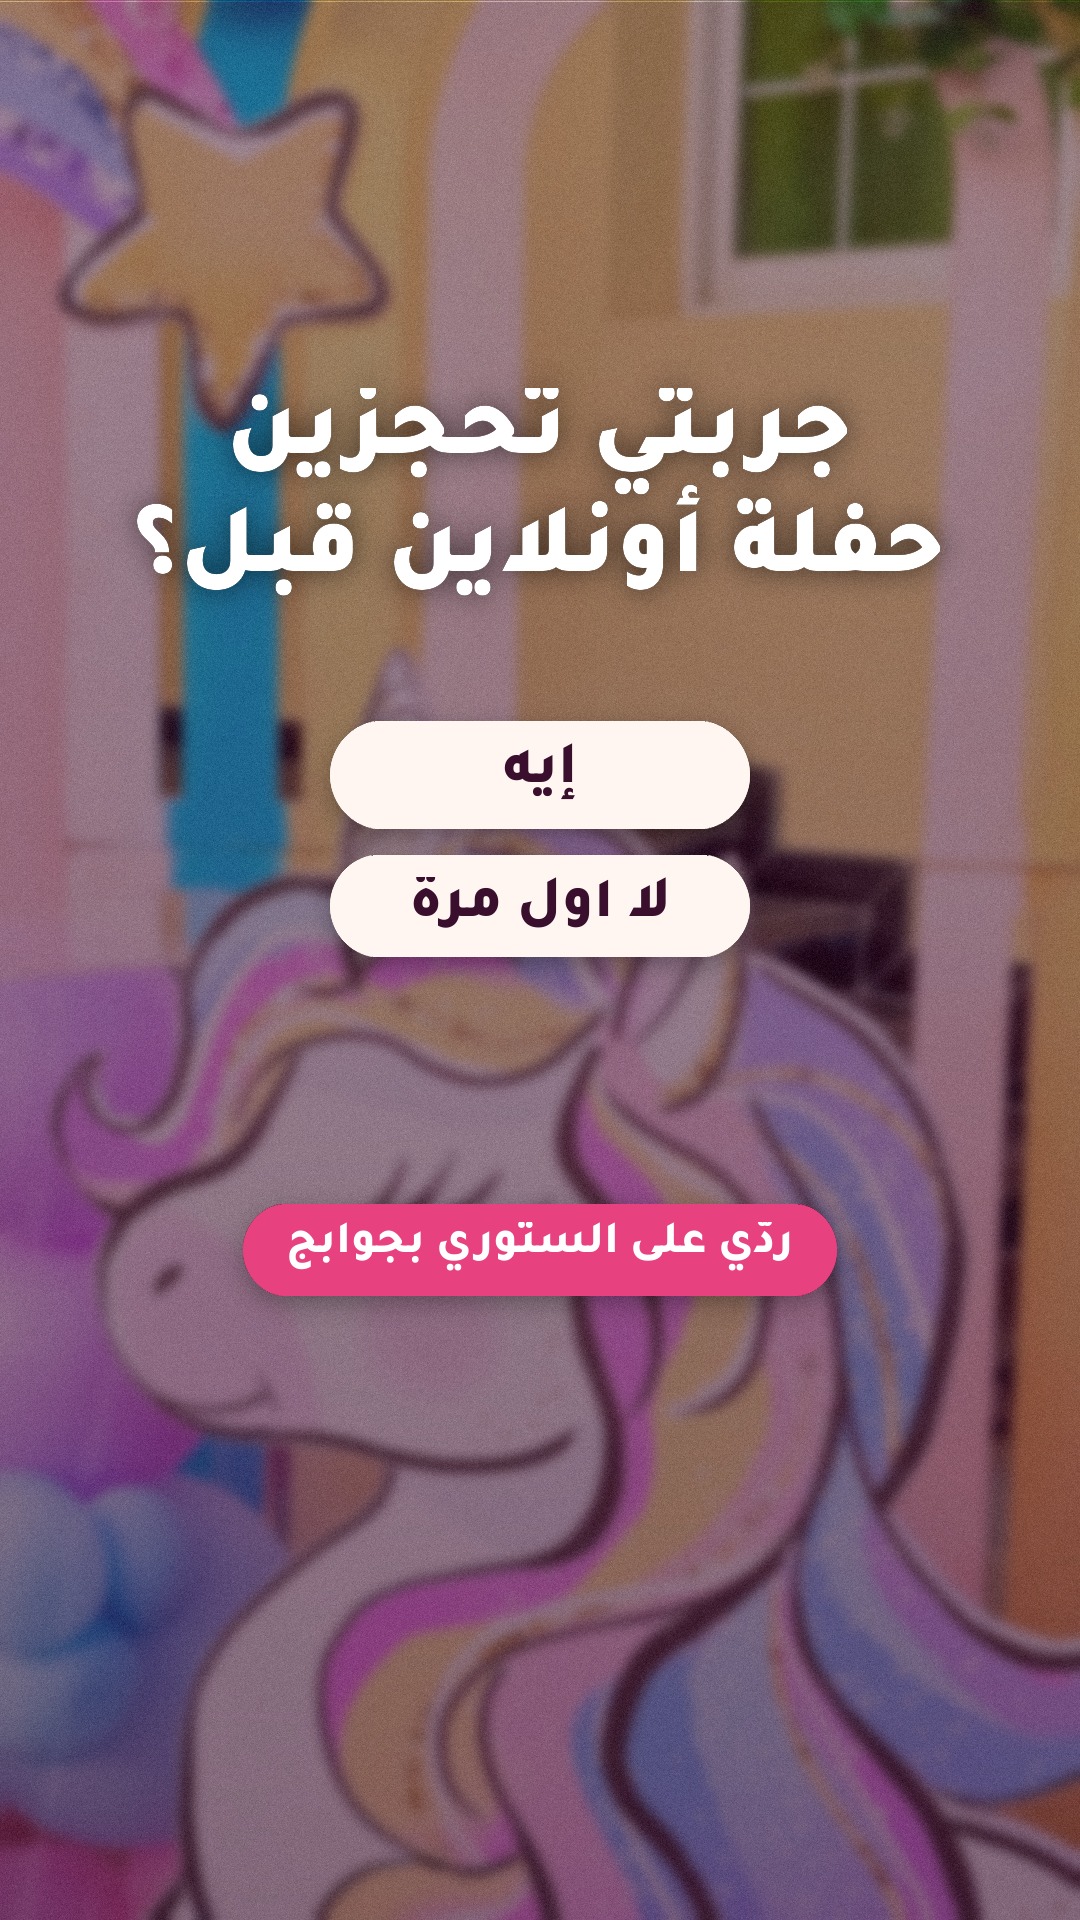 جربتي تحجزين
حفلة أونلاين قبل؟
إيه
لا اول مرة
ردّي على الستوري بجوابج